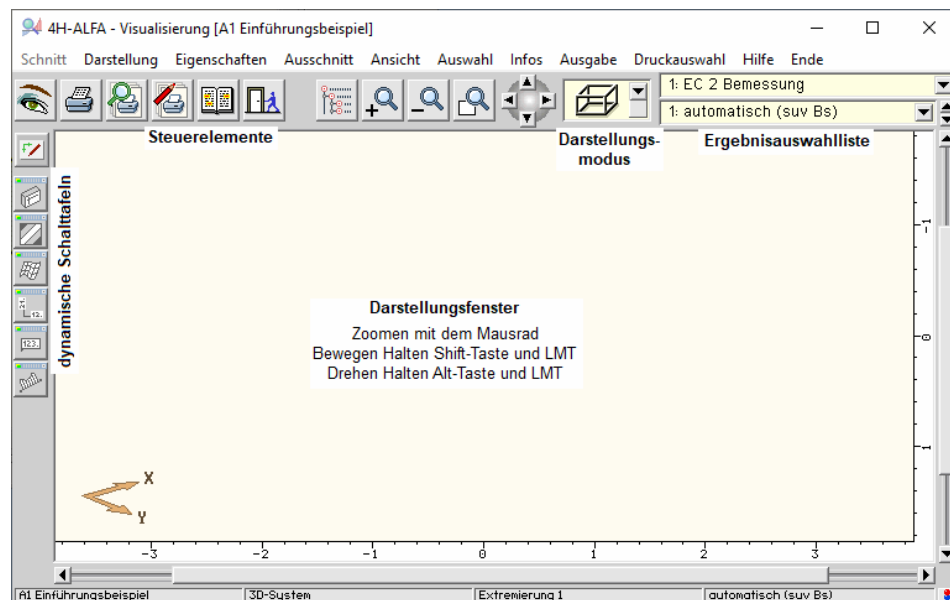 4H-ALFA - Visualisierung [A1 Einführungsbeispiel]
Schnitt Darstellung Eigenschaften Ausschnitt Ansicht Auswahl Infos Ausgabe Druckauswahl Hilfe Ende
1: EC 2 Bemessung
1: automatisch (suv Bs)
Steuerelemente
Darstellungs-
modus
Ergebnisauswahlliste
dynamische Schalttafeln
Darstellungsfenster
Zoomen mit dem Mausrad
Bewegen Halten Shift-Taste und LMT
Drehen Halten Alt-Taste und LMT
12.
123.
-1
0
1
X
Y
-3 -2 -1 0 1 2 3
A1 Einführungsbeispiel 3D-System Extremierung 1 automatisch (suv Bs)